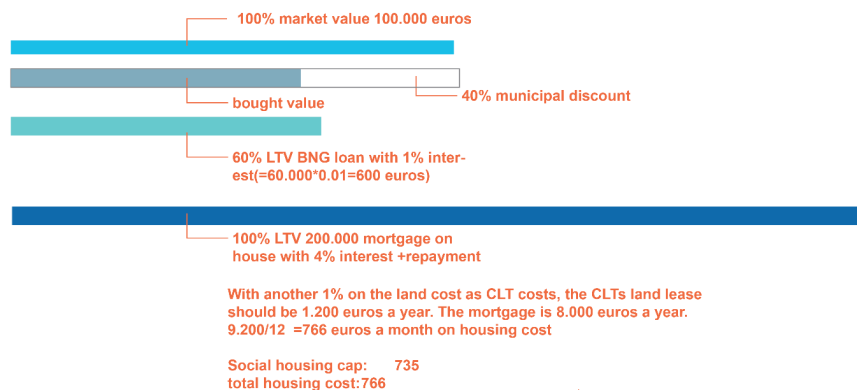 100% market value 100.000 euros
40% municipal discount
bought value
60% LTV BNG loan with 1% inter-
est(=60.000*0.01=600 euros)
100% LTV 200.000 mortgage on
house with 4% interest +repayment
With another 1% on the land cost as CLT costs, the CLTs land lease
should be 1.200 euros a year. The mortgage is 8.000 euros a year.
9.200/12  =766 euros a month on housing cost
Social housing cap: 735
total housing cost:766